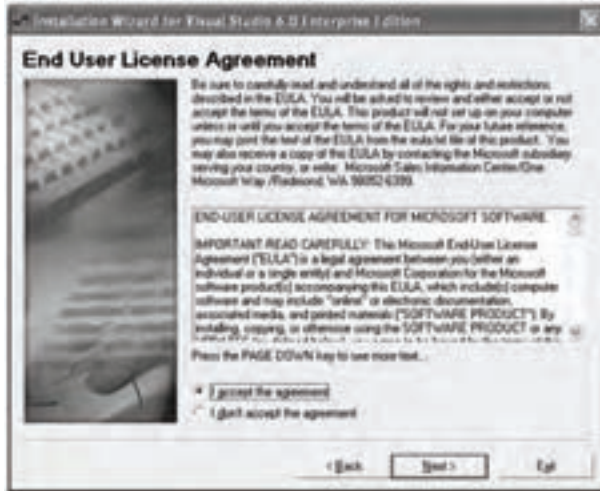 Installation Wizard for Visual Studio 6.0 Enterprise Edition
End User License Agreement
Be sure to carefully read and understand all of the rights and restrictions
described in the EULA. You will be asked to review and either accept or not
accept the terms of the EULA. This product will not set up on your computer
unless or until you accept the terms of the EULA. For your future reference,
you may print the text of the EULA from the eula.txt file of this product. You
may also receive a copy of this EULA by contacting the Microsoft subsidiary
serving your country, or write: Microsoft Sales Information Center/One
Microsoft Way /Redmond, WA 98052-6399.
END-USER LICENSE AGREEMENT FOR MICROSOFT SOFTWARE
IMPORTANT READ CAREFULLY: This Microsoft End-User License
Agreement ("EULA") is a legal agreement between you (either an
individual or a single entity) and Microsoft Corporation for the Microsoft
software product(s) accompanying this EULA, which include(s) computer
software and may include "online" or electronic documentation,
associated media, and printed materials ("SOFTWARE PRODUCT"). By
installing, copying, or otherwise using the SOFTWARE PRODUCT or any
Press the PAGE DOWN key to see more text...
I accept the agreement
I don't accept the agreement
< Back
Next >
Exit